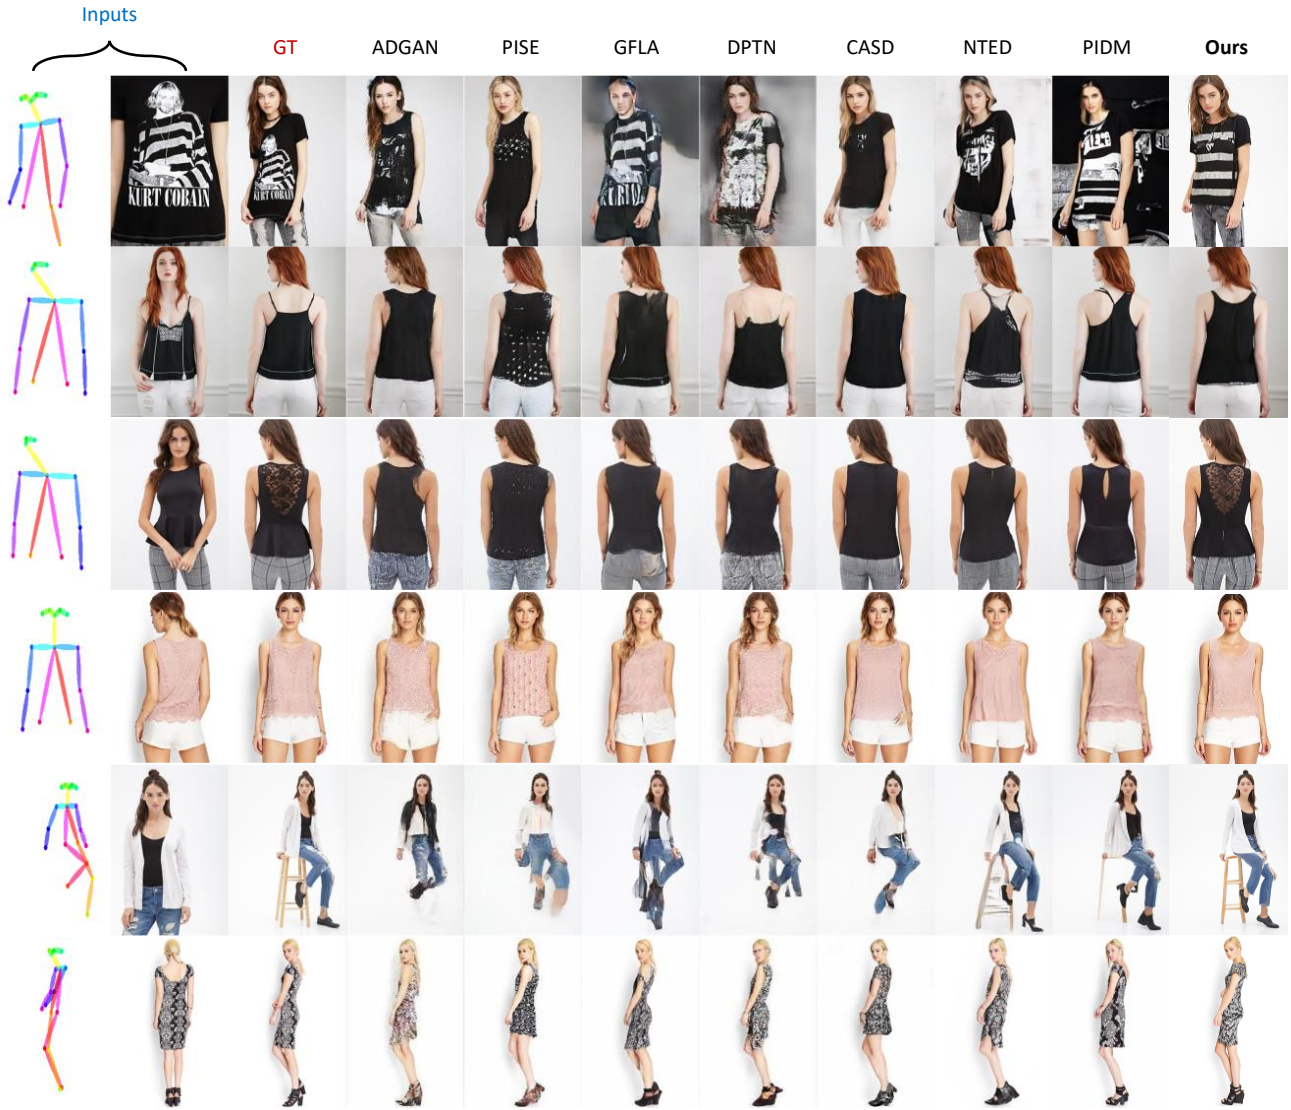 Inputs
GT ADGAN PISE GFLA DPTN CASD NTED PIDM Ours
KURT COBAIN
KURT COBAIN